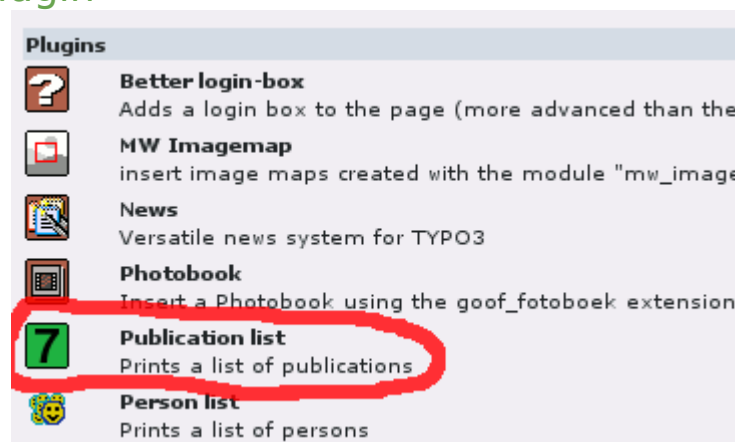 Plugins
Better login-box
Adds a login box to the page (more advanced than the
MW Imagemap
insert image maps created with the module "mw_image
News
Versatile news system for TYPO3
Photobook
Insert a Photobook using the goof_fotoboek extension
7
Publication list
Prints a list of publications
Person list
Prints a list of persons